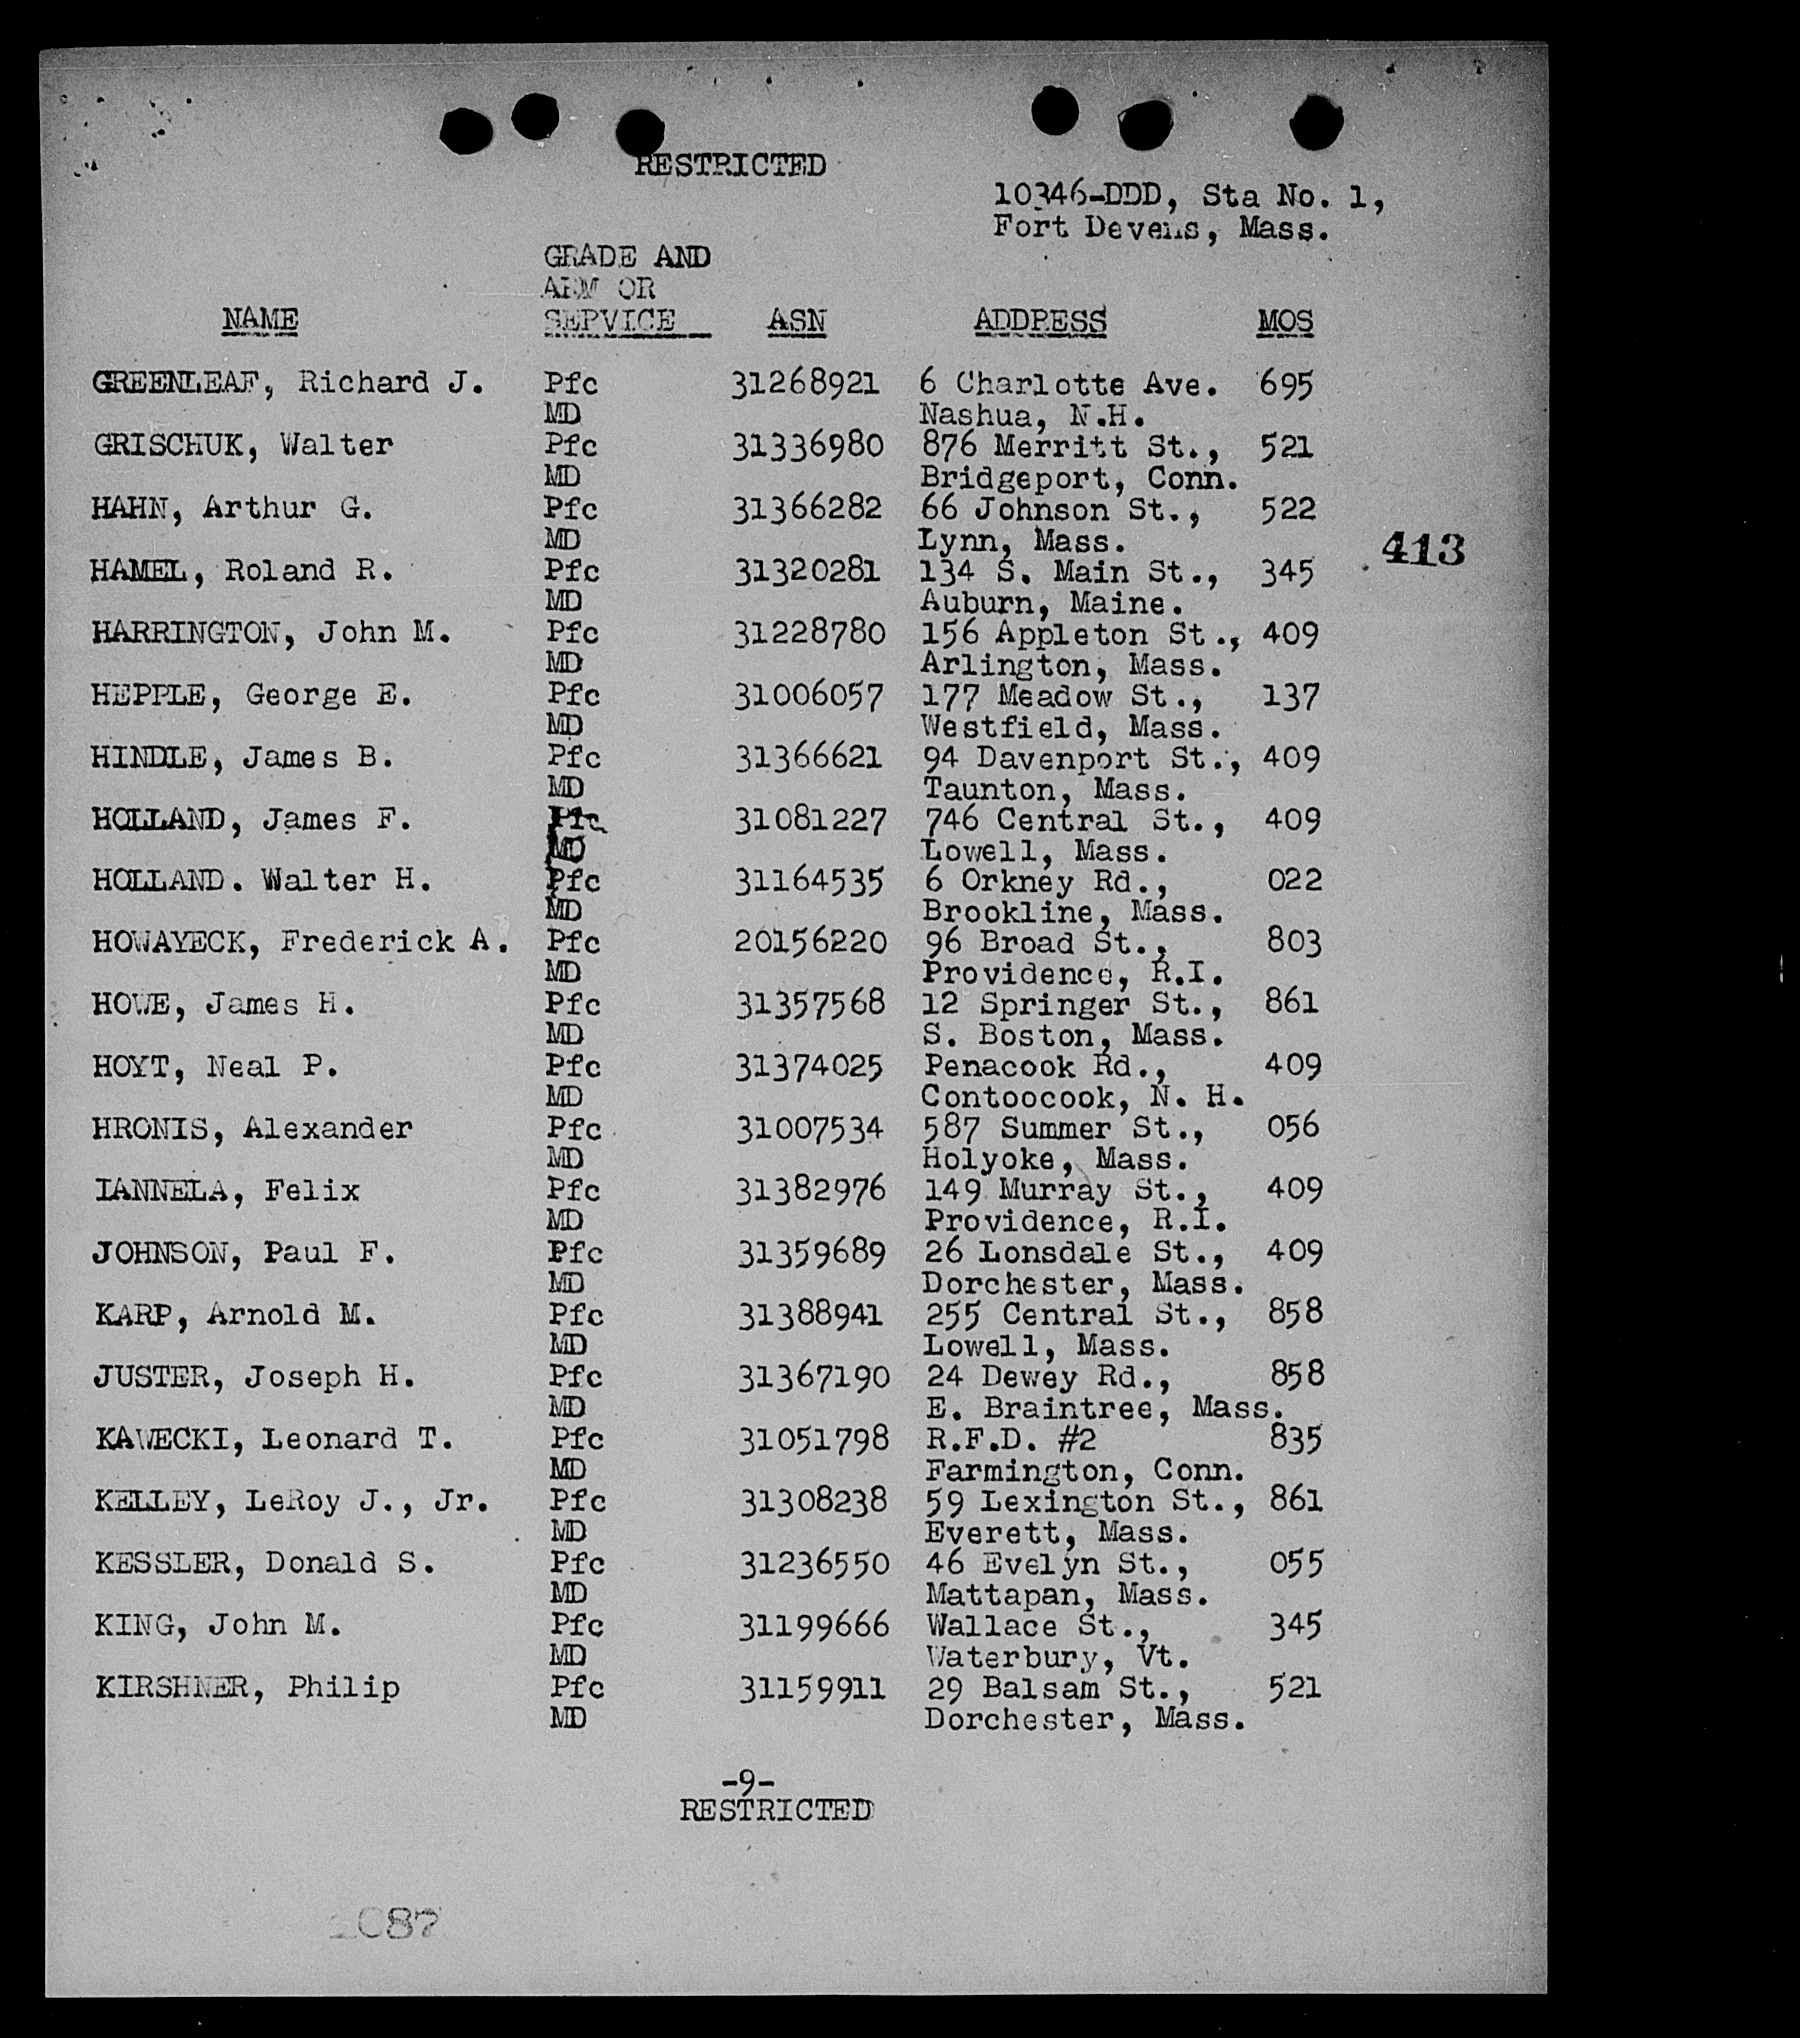 RESTRICTED
10346-DDD, Sta No. 1,
Fort Devens, Mass.
GRADE AND
ARM OR
NAME SERVICE ASN ADDRESS MOS
GREENLEAF, Richard J. Pfc 31268921 6 Charlotte Ave. 695
MD Nashua, N.H.
GRISCHUK, Walter Pfc 31336980 876 Merritt St., 521
MD Bridgeport, Conn.
HAHN, Arthur G. Pfc 31366282 66 Johnson St., 522
MD Lynn, Mass.
413
HAMEL, Roland R. Pfc 31320281 134 S. Main St., 345
MD Auburn, Maine.
HARRINGTON, John M. Pfc 31228780 156 Appleton St., 409
MD Arlington, Mass.
HEPPLE, George E. Pfc 31006057 177 Meadow St., 137
MD Westfield, Mass.
HINDLE, James B. Pfc 31366621 94 Davenport St., 409
MD Taunton, Mass.
HOLLAND, James F. Pfc 31081227 746 Central St., 409
MD Lowell, Mass.
HOLLAND. Walter H. Pfc 31164535 6 Orkney Rd., 022
MD Brookline, Mass.
HOWAYECK, Frederick A. Pfc 20156220 96 Broad St., 803
MD Providence, R.I.
HOWE, James H. Pfc 31357568 12 Springer St., 861
MD S. Boston, Mass.
HOYT, Neal P. Pfc 31374025 Penacook Rd., 409
MD Contoocook, N. H.
HRONIS, Alexander Pfc 31007534 587 Summer St., 056
MD Holyoke, Mass.
IANNELA, Felix Pfc 31382976 149 Murray St., 409
MD Providence, R.I.
JOHNSON, Paul F. Pfc 31359689 26 Lonsdale St., 409
MD Dorchester, Mass.
KARP, Arnold M. Pfc 31388941 255 Central St., 858
MD Lowell, Mass.
JUSTER, Joseph H. Pfc 31367190 24 Dewey Rd., 858
MD E. Braintree, Mass.
KAWECKI, Leonard T. Pfc 31051798 R.F.D. #2 835
MD Farmington, Conn.
KELLEY, LeRoy J., Jr. Pfc 31308238 59 Lexington St., 861
MD Everett, Mass.
KESSLER, Donald S. Pfc 31236550 46 Evelyn St., 055
MD Mattapan, Mass.
KING, John M. Pfc 31199666 Wallace St., 345
MD Waterbury, Vt.
KIRSHNER, Philip Pfc 31159911 29 Balsam St., 521
MD Dorchester, Mass.
-9-
RESTRICTED
1087